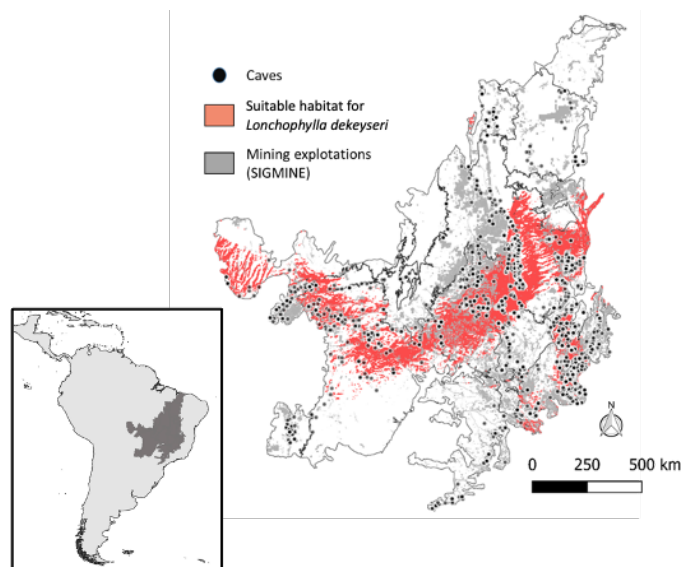 Caves
Suitable habitat for
Lonchophylla dekeyseri
Mining explotations
(SIGMINE)
N
0 250 500 km